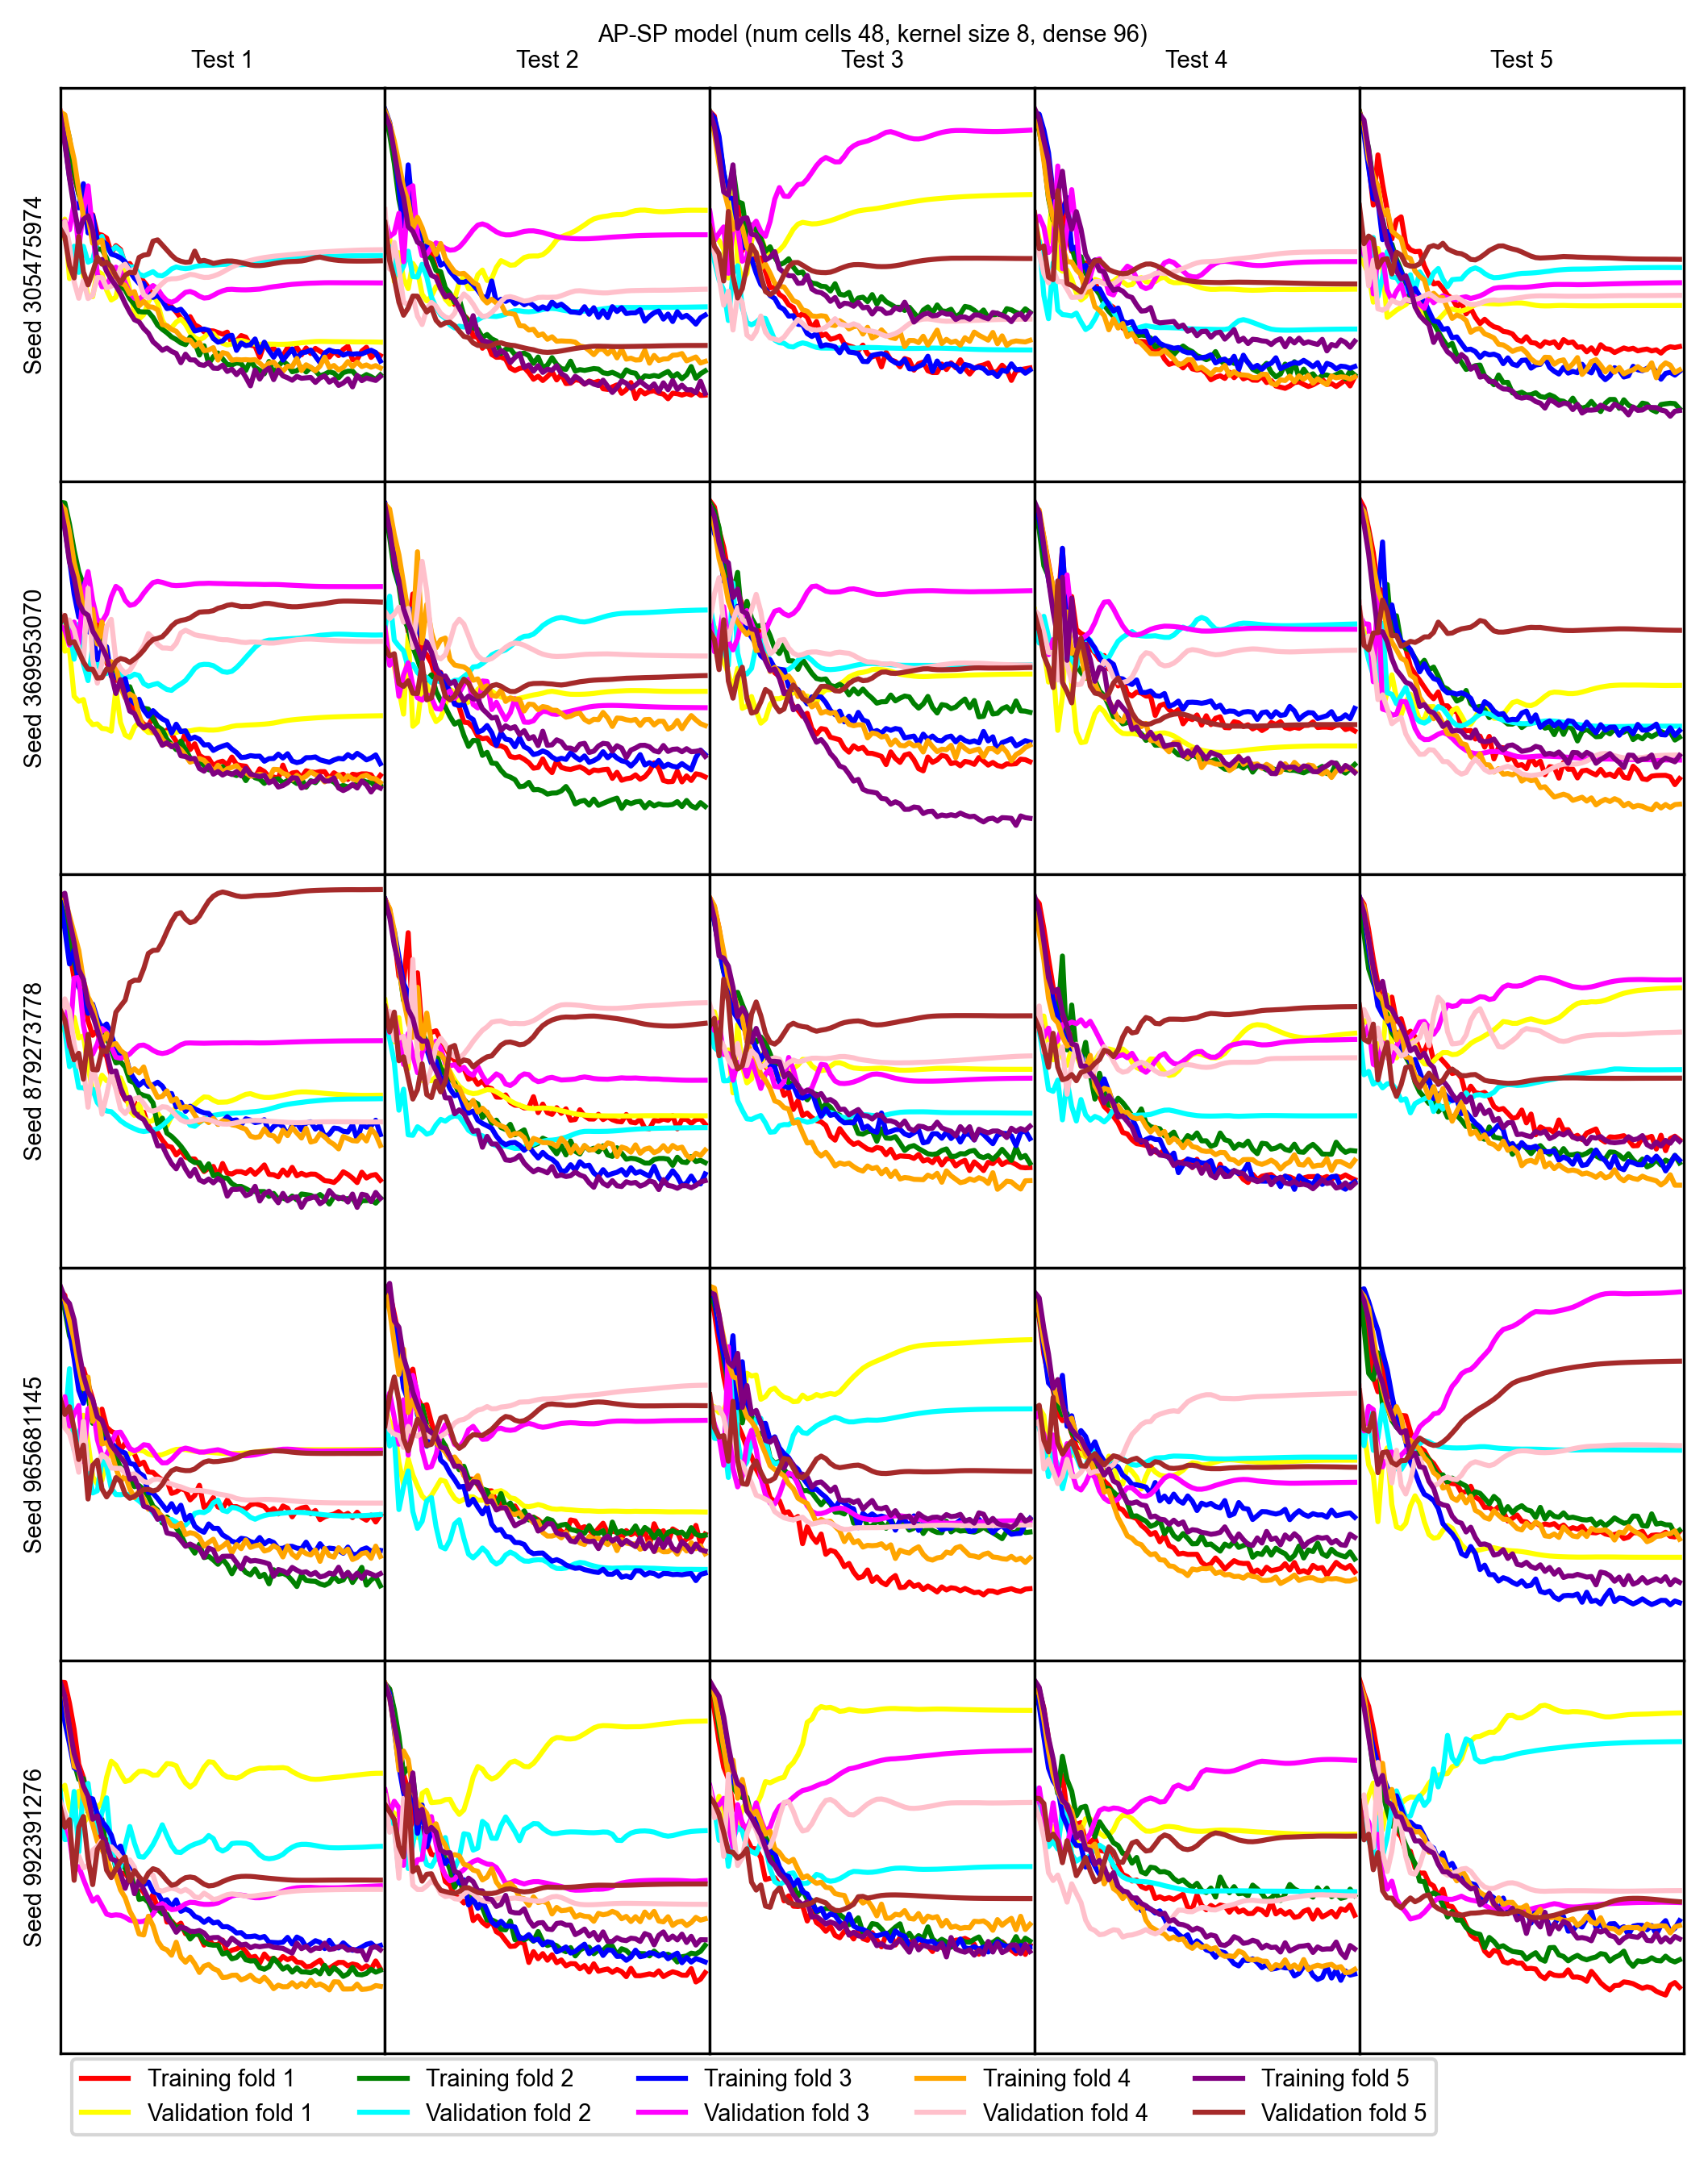 AP-SP model (num cells 48, kernel size 8, dense 96)
Test 1 Test 2 Test 3 Test 4 Test 5
Seed 305475974
Seed 369953070
Seed 879273778
Seed 965681145
Seed 992391276
Training fold 1 Training fold 2 Training fold 3 Training fold 4 Training fold 5
Validation fold 1 Validation fold 2 Validation fold 3 Validation fold 4 Validation fold 5